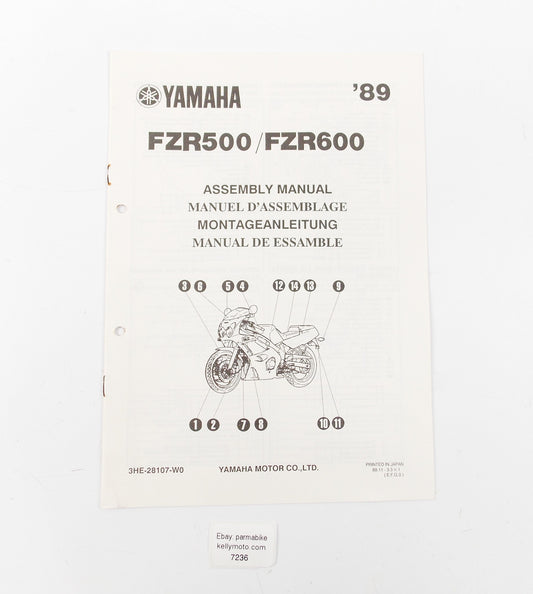 YAMAHA '89
FZR500/FZR600
ASSEMBLY MANUAL
MANUEL D'ASSEMBLAGE
MONTAGEANLEITUNG
MANUAL DE ESSAMBLE
3 6 5 4 12 14 13 9
1 2 7 8 10 11
3HE-28107-W0 YAMAHA MOTOR CO.,LTD.
PRINTED IN JAPAN
(E.F.G.S)
Ebay. parmabike
kellymoto.com
7236